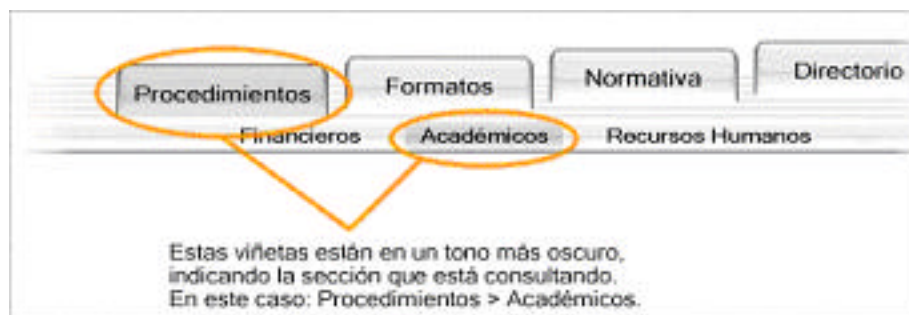 Procedimientos Formatos Normativa Directorio
Financieros Académicos Recursos Humanos
Estas viñetas están en un tono más oscuro,
indicando la sección que está consultando.
En este caso: Procedimientos > Académicos.